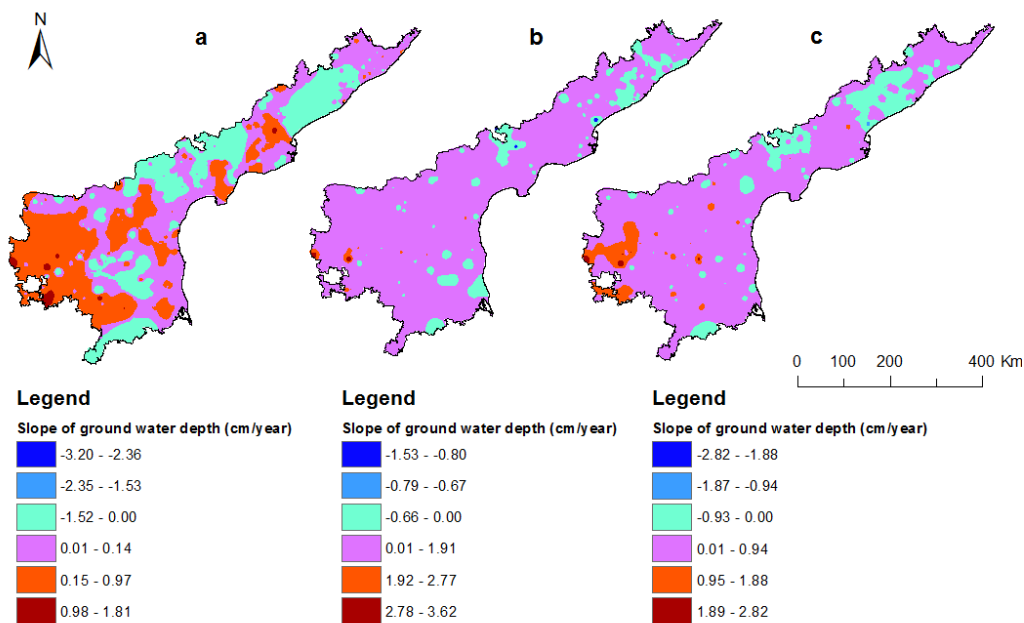 N
a
b
c
0 100 200 400 Km
Legend
Slope of ground water depth (cm/year)
-3.20 - -2.36
-2.35 - -1.53
-1.52 - 0.00
0.01 - 0.14
0.15 - 0.97
0.98 - 1.81
Legend
Slope of ground water depth (cm/year)
-1.53 - -0.80
-0.79 - -0.67
-0.66 - 0.00
0.01 - 1.91
1.92 - 2.77
2.78 - 3.62
Legend
Slope of ground water depth (cm/year)
-2.82 - -1.88
-1.87 - -0.94
-0.93 - 0.00
0.01 - 0.94
0.95 - 1.88
1.89 - 2.82